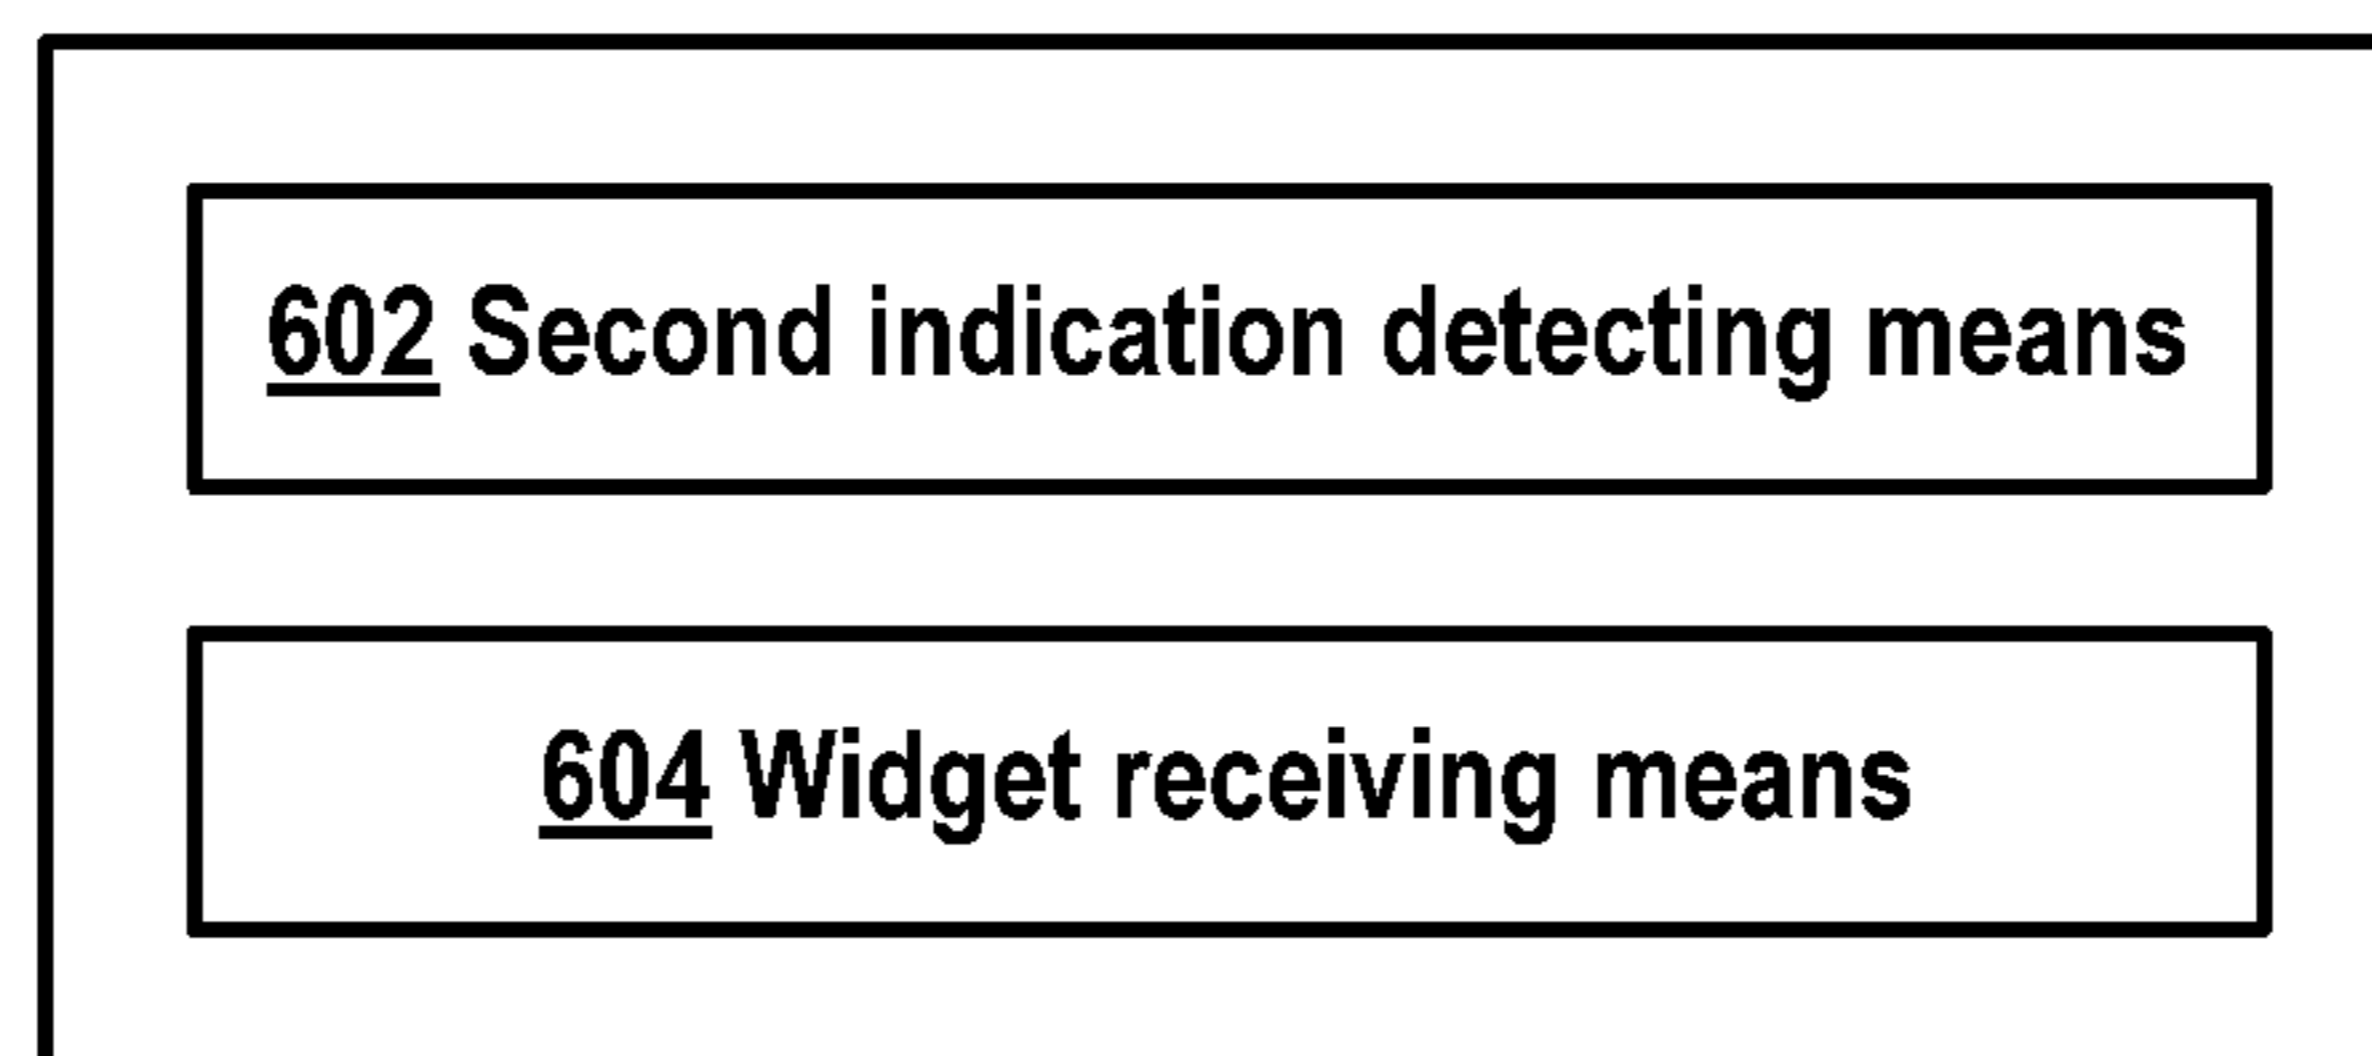 602 Second indication detecting means
604 Widget receiving means